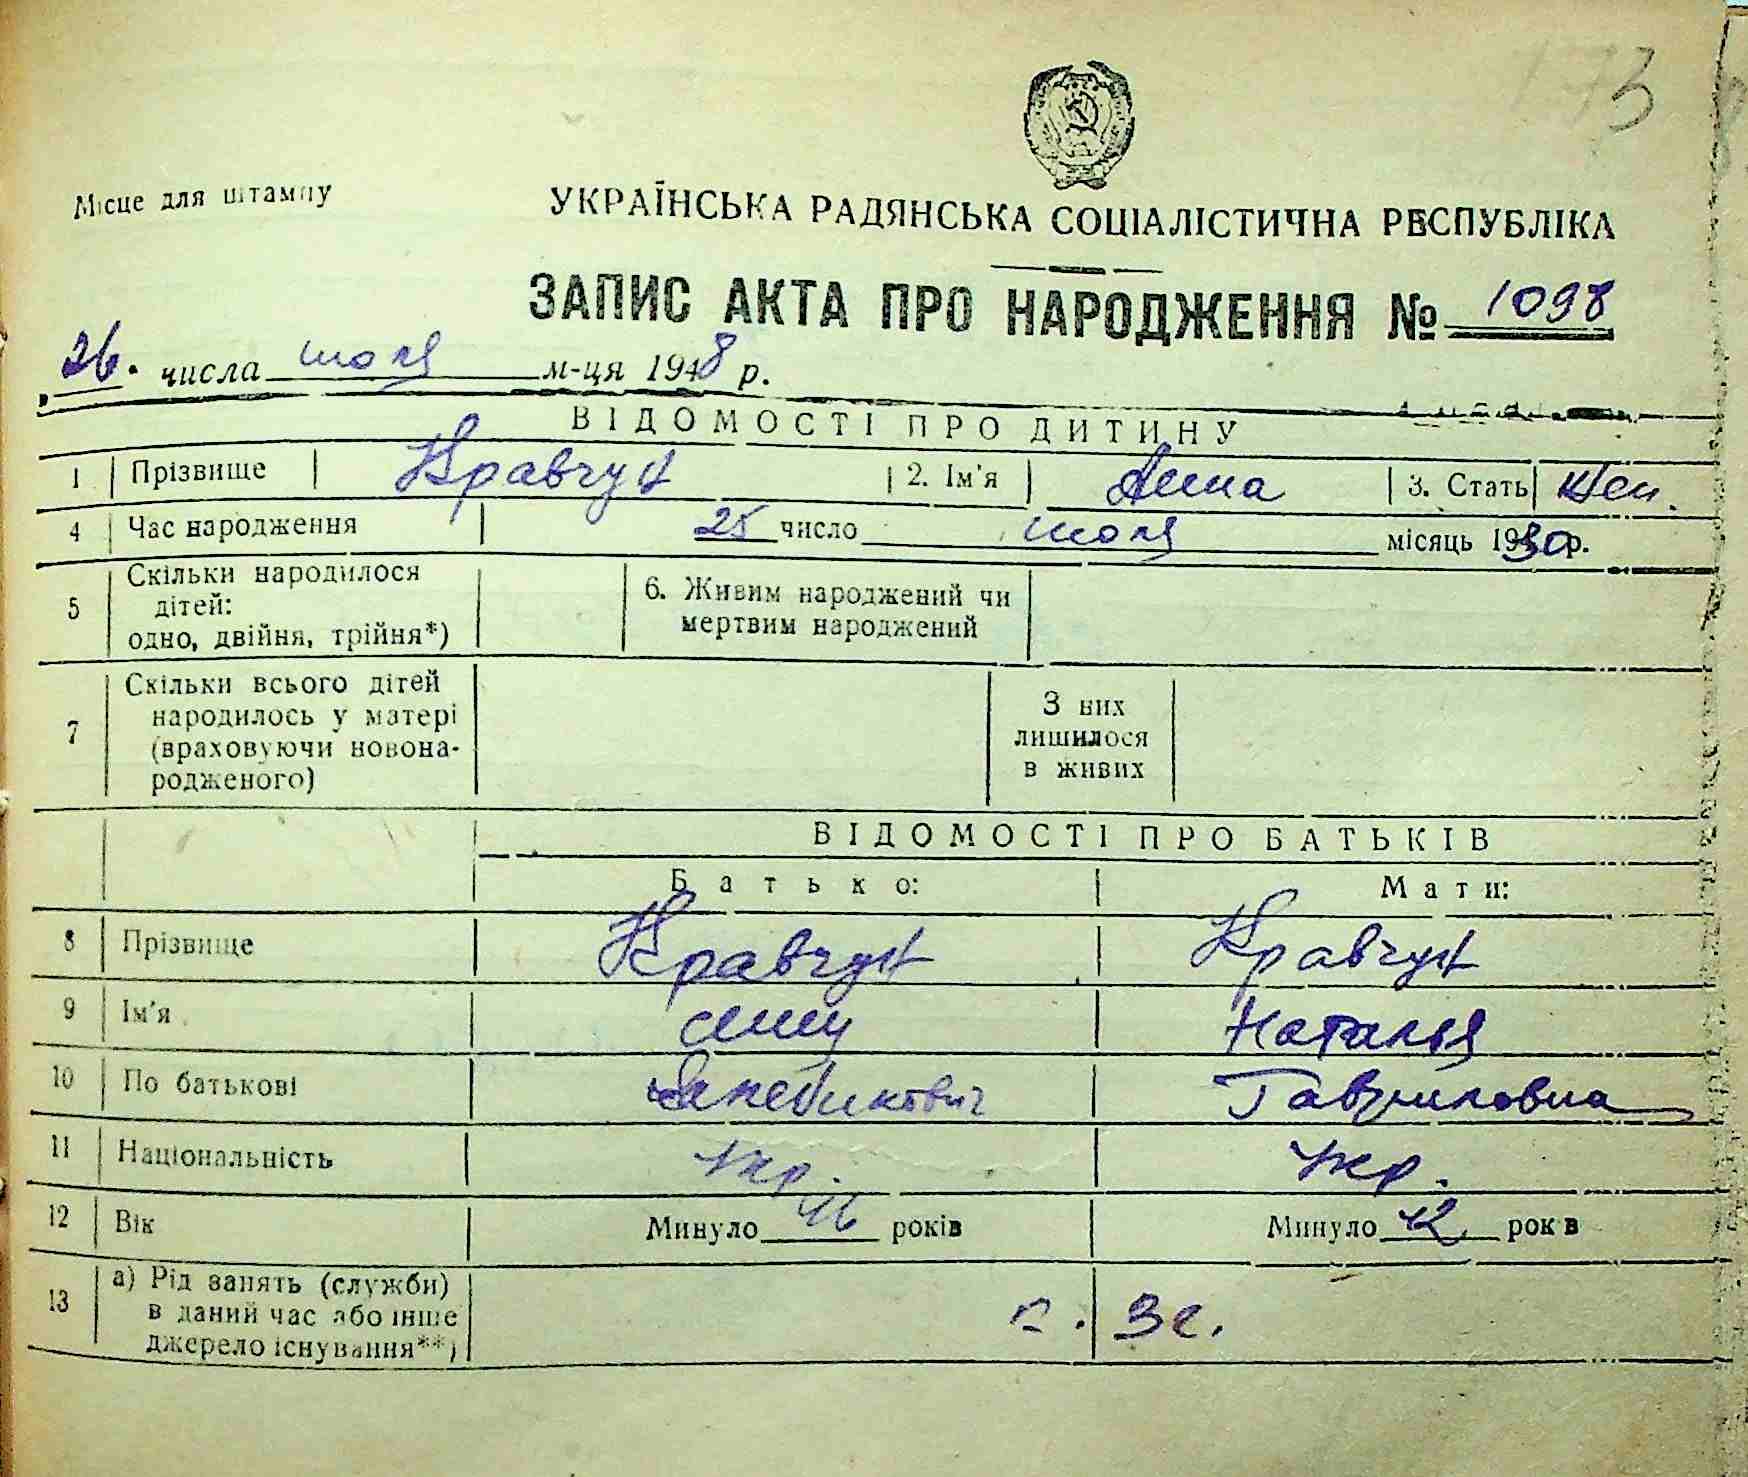 173
Місце для штампу
УКРАЇНСЬКА РАДЯНСЬКА СОЦІАЛІСТИЧНА РЕСПУБЛІКА
ЗАПИС АКТА ПРО НАРОДЖЕННЯ № 1098
26. числа июля м-ця 1948 р.
ВІДОМОСТІ ПРО ДИТИНУ
1 Прізвище Кравчук 2. Ім'я Анна 3. Стать жен.
4 Час народження 25 число июля місяць 1930 р.
5 Скільки народилося дітей: одно, двійня, трійня*) 6. Живим народжений чи мертвим народжений
7 Скільки всього дітей народилось у матері (враховуючи новонародженого) З них лишилося в живих
ВІДОМОСТІ ПРО БАТЬКІВ
Батько: Мати:
8 Прізвище Кравчук Кравчук
9 Ім'я Наталья
10 По батькові Гавриловна
11 Національність укр. укр.
12 Вік Минуло 46 років Минуло 42 рок в
13 а) Рід занять (служби) в даний час або інше джерело існування**)